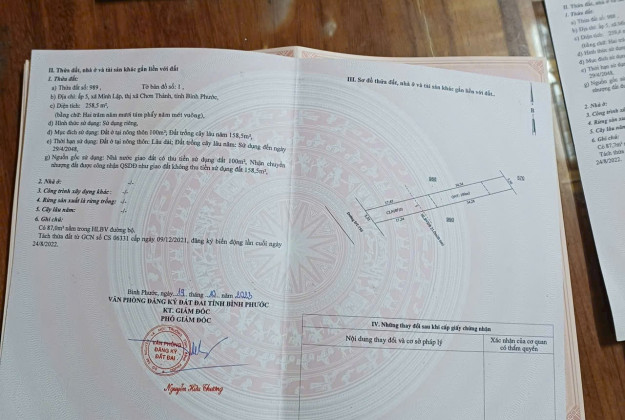 II. Thửa đất, nhà ở và tài sản khác gắn liền với đất
1. Thửa đất:
a) Thửa đất số: 989 , Tờ bản đồ số: 1 ,
b) Địa chỉ: ấp 5, xã Minh Lập, thị xã Chơn Thành, tỉnh Bình Phước,
c) Diện tích: 258,5 m²,
(bằng chữ: Hai trăm năm mươi tám phẩy năm mét vuông),
d) Hình thức sử dụng: Sử dụng riêng,
đ) Mục đích sử dụng: Đất ở tại nông thôn 100m²; Đất trồng cây lâu năm 158,5m²,
e) Thời hạn sử dụng: Đất ở tại nông thôn: Lâu dài; Đất trồng cây lâu năm: Sử dụng đến ngày
29/4/2048,
g) Nguồn gốc sử dụng: Nhà nước giao đất có thu tiền sử dụng đất 100m², Nhận chuyển
nhượng đất được công nhận QSDĐ như giao đất không thu tiền sử dụng đất 158,5m²,
2. Nhà ở: -/-
3. Công trình xây dựng khác: -/-
4. Rừng sản xuất là rừng trồng: -/-
5. Cây lâu năm: -/-
6. Ghi chú:
Có 87,0m² nằm trong HLBV đường bộ.
Tách thửa đất từ GCN số CS 06331 cấp ngày 09/12/2021, đăng ký biến động lần cuối ngày
24/8/2022.
Bình Phước, ngày 19 tháng 10 năm 2023
VĂN PHÒNG ĐĂNG KÝ ĐẤT ĐAI TỈNH BÌNH PHƯỚC
KT. GIÁM ĐỐC
PHÓ GIÁM ĐỐC
VĂN PHÒNG
ĐĂNG KÝ
ĐẤT ĐAI
Nguyễn Hữu Chương
III. Sơ đồ thửa đất, nhà ở và tài sản khác gắn liền với đất.
IV. Những thay đổi sau khi cấp giấy chứng nhận
Nội dung thay đổi và cơ sở pháp lý
Xác nhận của cơ quan
có thẩm quyền
2. Nhà ở:
24/8/2022.